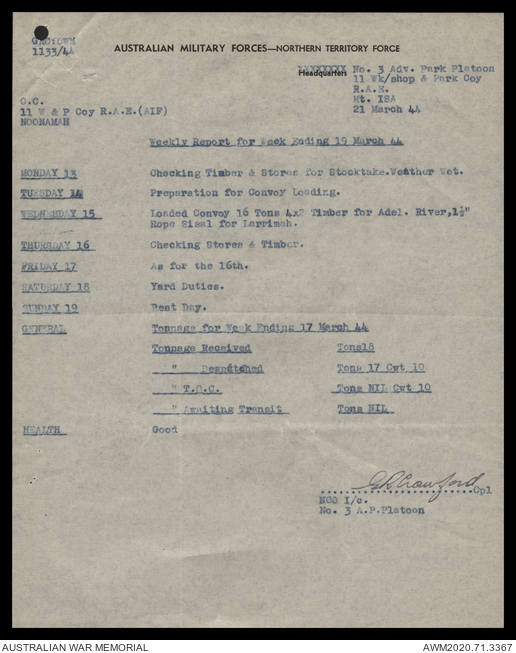 1133/44
AUSTRALIAN MILITARY FORCES—NORTHERN TERRITORY FORCE
XXXXXXXX No. 3 Adv. Park Platoon
Headquarters
11 Wk/shop & Park Coy
R.A.E.
Mt. ISA
21 March 44
O.C.
11 W & P Coy R.A.E.(AIF)
NOONAMAH
Weekly Report for Week Ending 19 March 44
MONDAY 13 Checking Timber & Stores for Stocktake.Weather Wet.
TUESDAY 14 Preparation for Convoy Loading.
WEDNESDAY 15 Loaded Convoy 16 Tons 4x2 Timber for Adel. River,1½"
Rope Sisal for Larrimah.
THURSDAY 16 Checking Stores & Timber.
FRIDAY 17 As for the 16th.
SATURDAY 18 Yard Duties.
SUNDAY 19 Rest Day.
GENERAL Tonnage for Week Ending 17 March 44
Tonnage Received Tons18
" Despatched Tons 17 Cwt 10
" T.O.C. Tons NIL Cwt 10
" Awaiting Transit Tons NIL
HEALTH Good
Crawford
....................Cpl
NCO I/c.
No. 3 A.P.Platoon
AUSTRALIAN WAR MEMORIAL AWM2020.71.3367